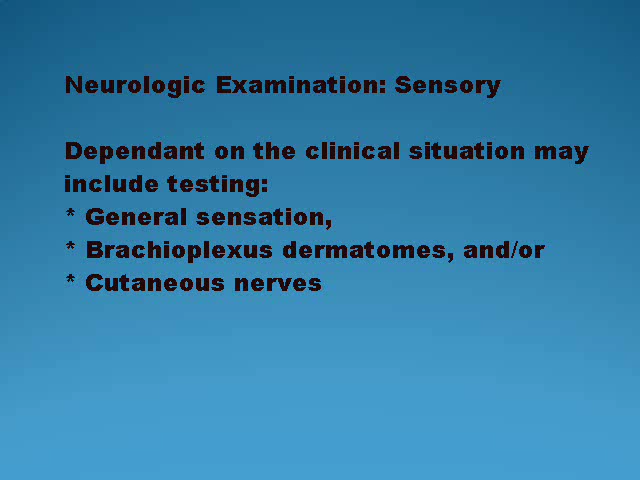 Neurologic Examination: Sensory
Dependant on the clinical situation may
include testing:
* General sensation,
* Brachioplexus dermatomes, and/or
* Cutaneous nerves